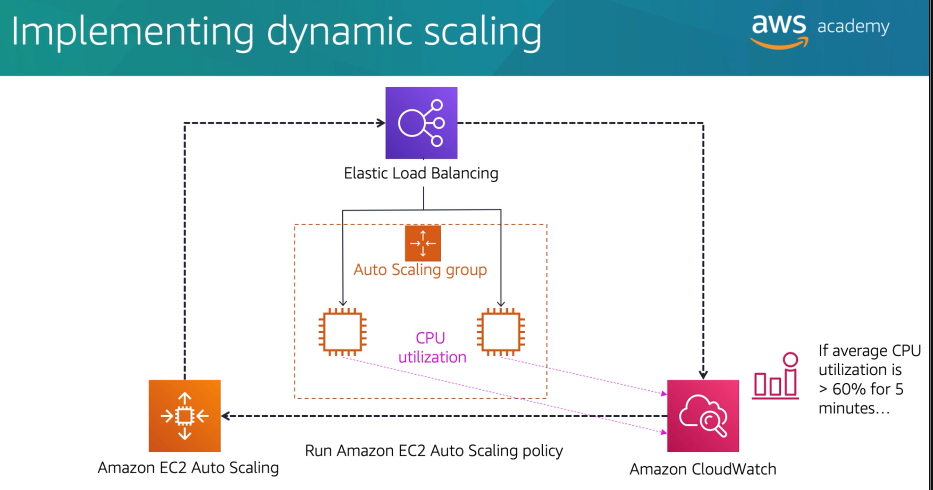 Implementing dynamic scaling
aws academy
Elastic Load Balancing
Auto Scaling group
CPU
utilization
If average CPU
utilization is
> 60% for 5
minutes…
Run Amazon EC2 Auto Scaling policy
Amazon EC2 Auto Scaling
Amazon CloudWatch